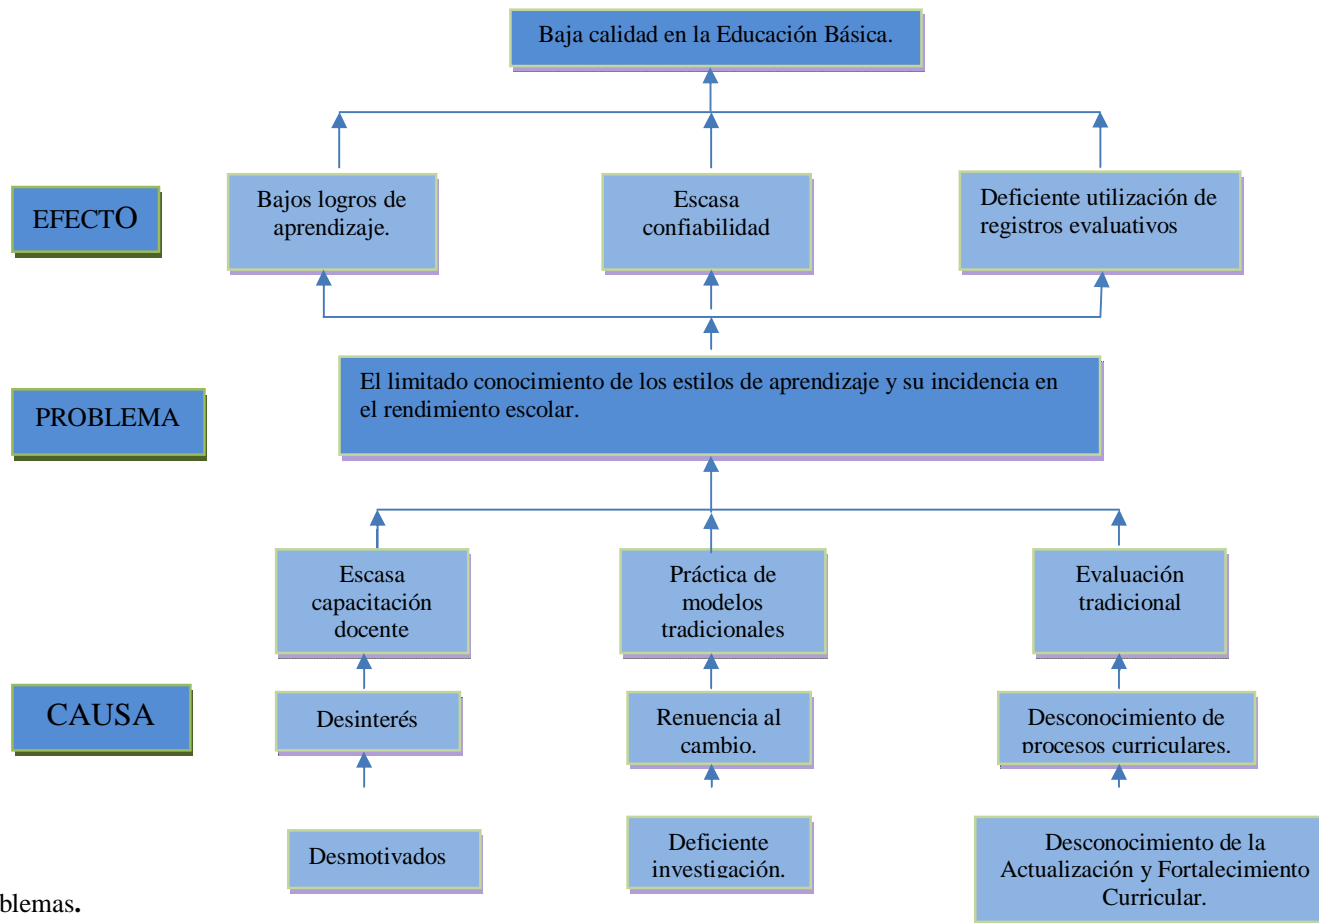 Baja calidad en la Educación Básica.
EFECTO
Bajos logros de
aprendizaje.
Escasa
confiabilidad
Deficiente utilización de
registros evaluativos
PROBLEMA
El limitado conocimiento de los estilos de aprendizaje y su incidencia en
el rendimiento escolar.
Escasa
capacitación
docente
Práctica de
modelos
tradicionales
Evaluación
tradicional
CAUSA
Desinterés
Renuencia al
cambio.
Desconocimiento de
procesos curriculares.
Desmotivados
Deficiente
investigación.
Desconocimiento de la
Actualización y Fortalecimiento
Curricular.
blemas.